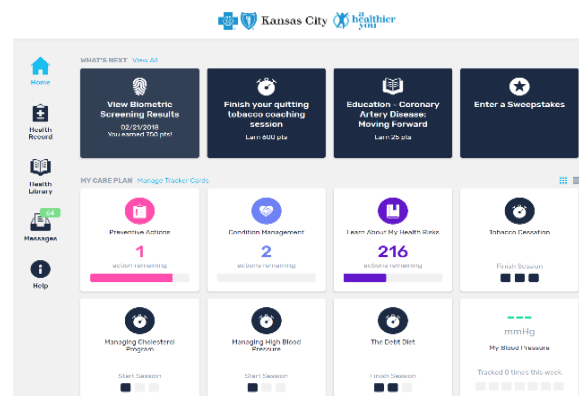 Kansas City
a healthier you
WHAT'S NEXT View All
View Biometric
Screening Results
02/21/2018
You earned 750 pts!
Finish your quitting
tobacco coaching
session
Earn 600 pts
Education - Coronary
Artery Disease:
Moving Forward
Earn 25 pts
Enter a Sweepstakes
Home
Health
Record
Health
Library
64
Messages
Help
MY CARE PLAN Manage Tracker Cards
Preventive Actions
1
action remaining
Condition Management
2
actions remaining
Learn About My Health Risks
216
actions remaining
Tobacco Cessation
Finish Session
Managing Cholesterol
Program
Start Session
Managing High Blood
Pressure
Start Session
The Debt Diet
Finish Session
---
mmHg
My Blood Pressure
Tracked 0 times this week